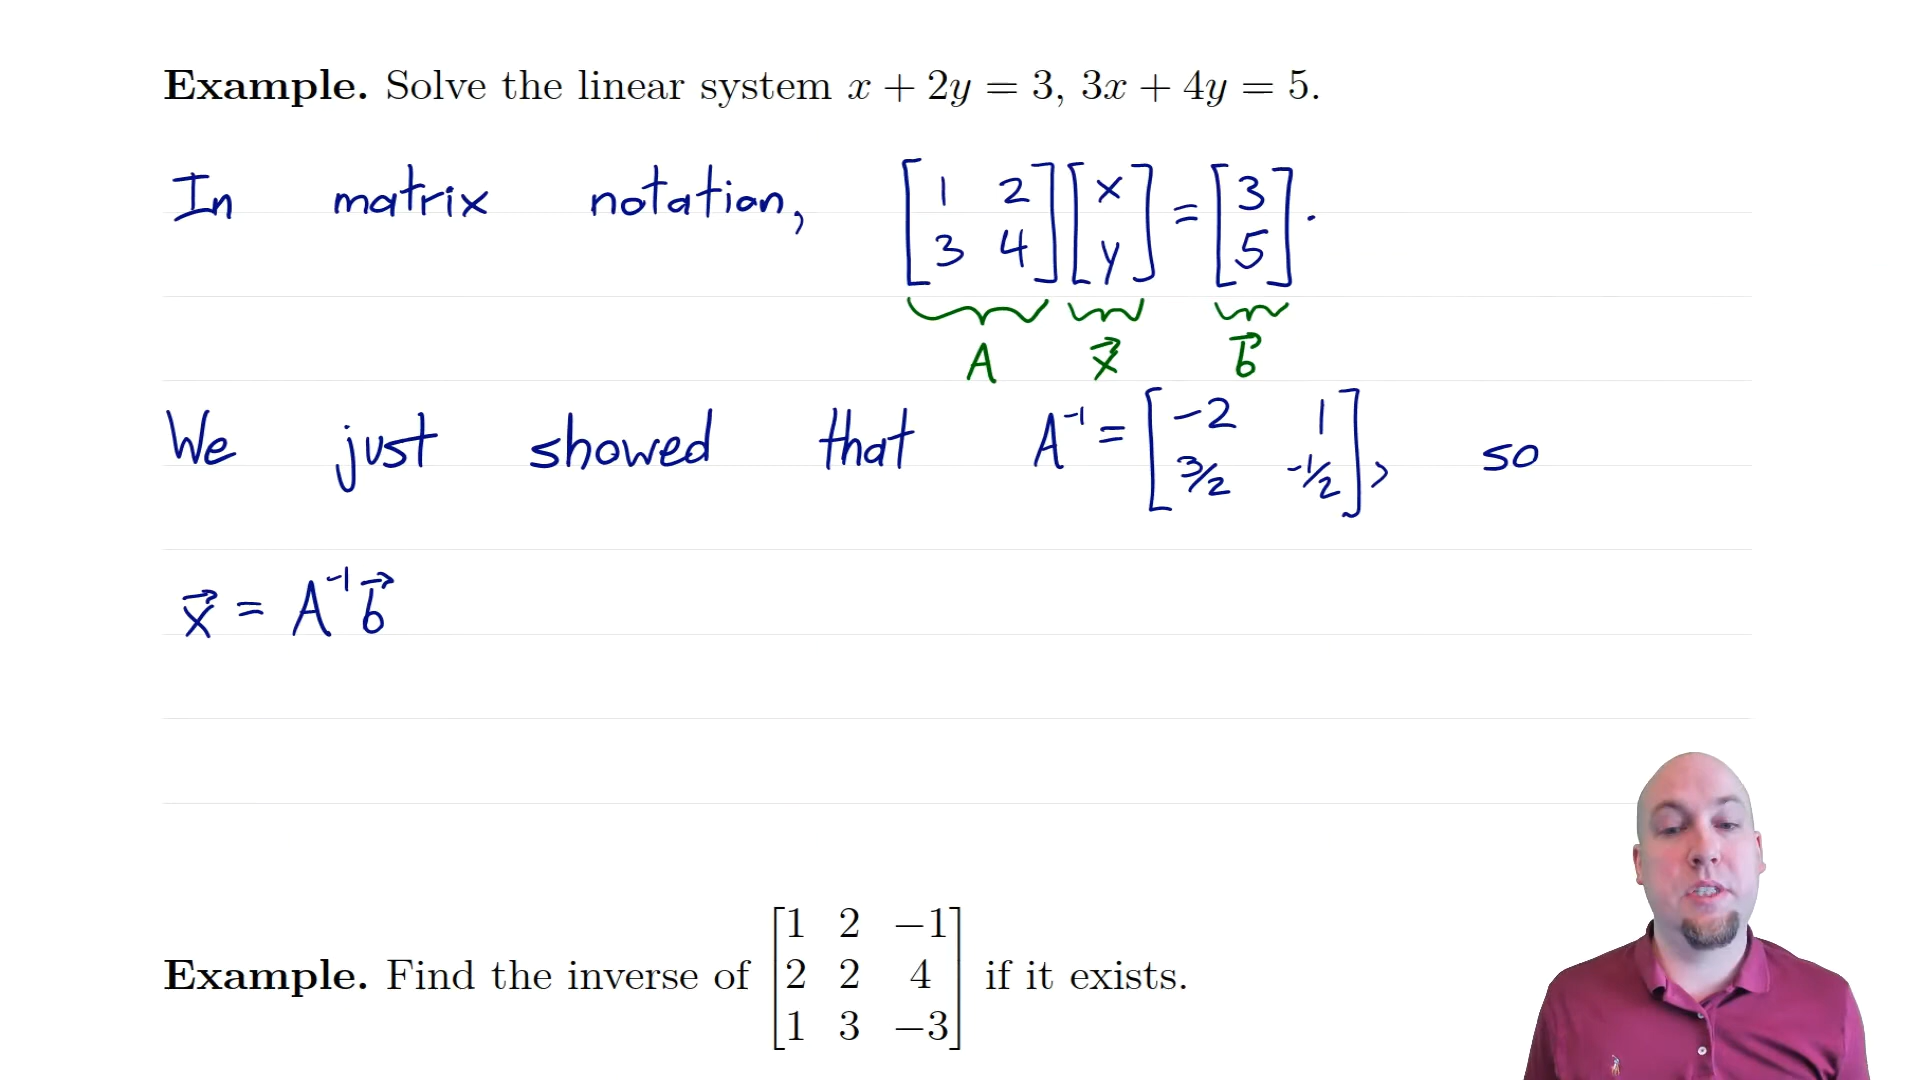 Example. Solve the linear system x + 2y = 3, 3x + 4y = 5.
In matrix notation, [1 2; 3 4] [x; y] = [3; 5].
A x⃗ b⃗
We just showed that A⁻¹ = [-2 1; 3/2 -1/2], so
x⃗ = A⁻¹b⃗
Example. Find the inverse of [1 2 −1; 2 2 4; 1 3 −3] if it exists.